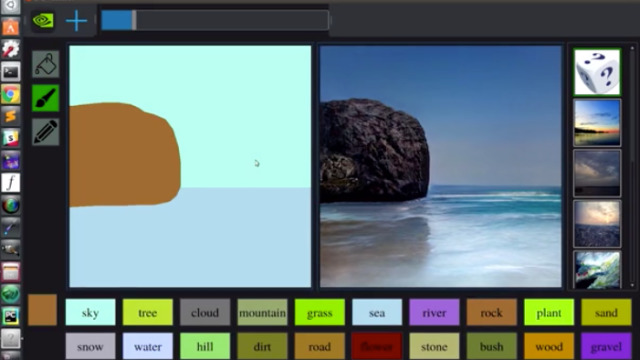 sky tree cloud mountain grass sea river rock plant sand
snow water hill dirt road flower stone bush wood gravel